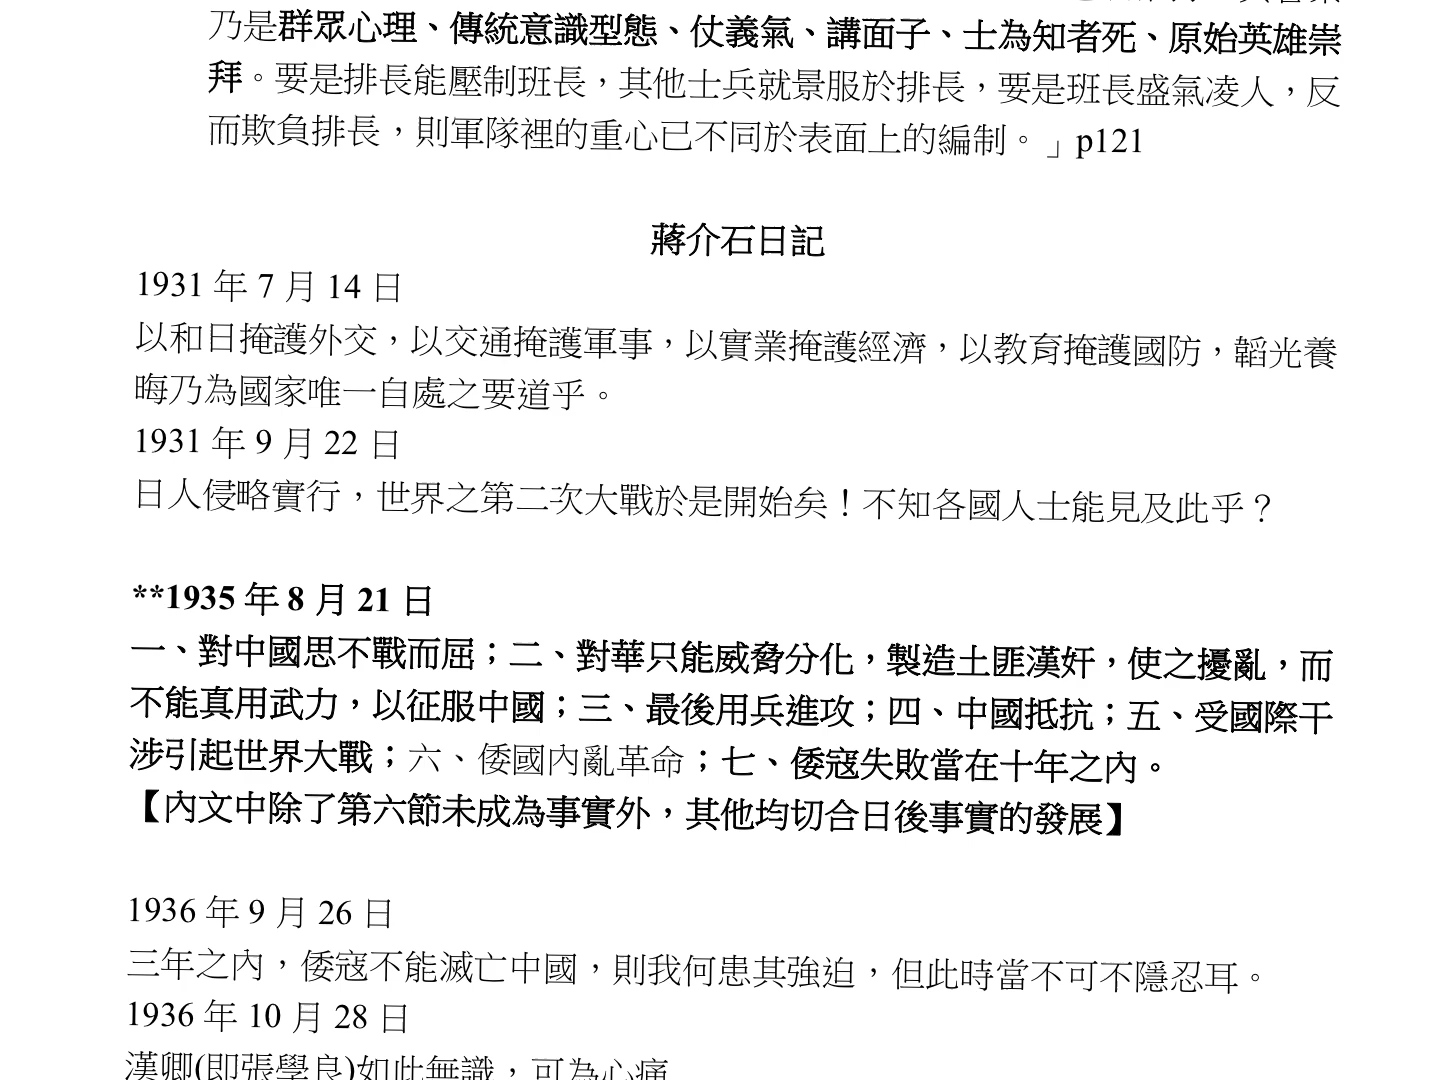 乃是群眾心理、傳統意識型態、仗義氣、講面子、士為知者死、原始英雄崇
拜。要是排長能壓制班長，其他士兵就景服於排長，要是班長盛氣凌人，反
而欺負排長，則軍隊裡的重心已不同於表面上的編制。」p121
蔣介石日記
1931 年 7 月 14 日
以和日掩護外交，以交通掩護軍事，以實業掩護經濟，以教育掩護國防，韜光養
晦乃為國家唯一自處之要道乎。
1931 年 9 月 22 日
日人侵略實行，世界之第二次大戰於是開始矣！不知各國人士能見及此乎？
**1935 年 8 月 21 日
一、對中國思不戰而屈；二、對華只能威脅分化，製造土匪漢奸，使之擾亂，而
不能真用武力，以征服中國；三、最後用兵進攻；四、中國抵抗；五、受國際干
涉引起世界大戰；六、倭國內亂革命；七、倭寇失敗當在十年之內。
【內文中除了第六節未成為事實外，其他均切合日後事實的發展】
1936 年 9 月 26 日
三年之內，倭寇不能滅亡中國，則我何患其強迫，但此時當不可不隱忍耳。
1936 年 10 月 28 日
漢卿(即張學良)如此無識，可為心痛